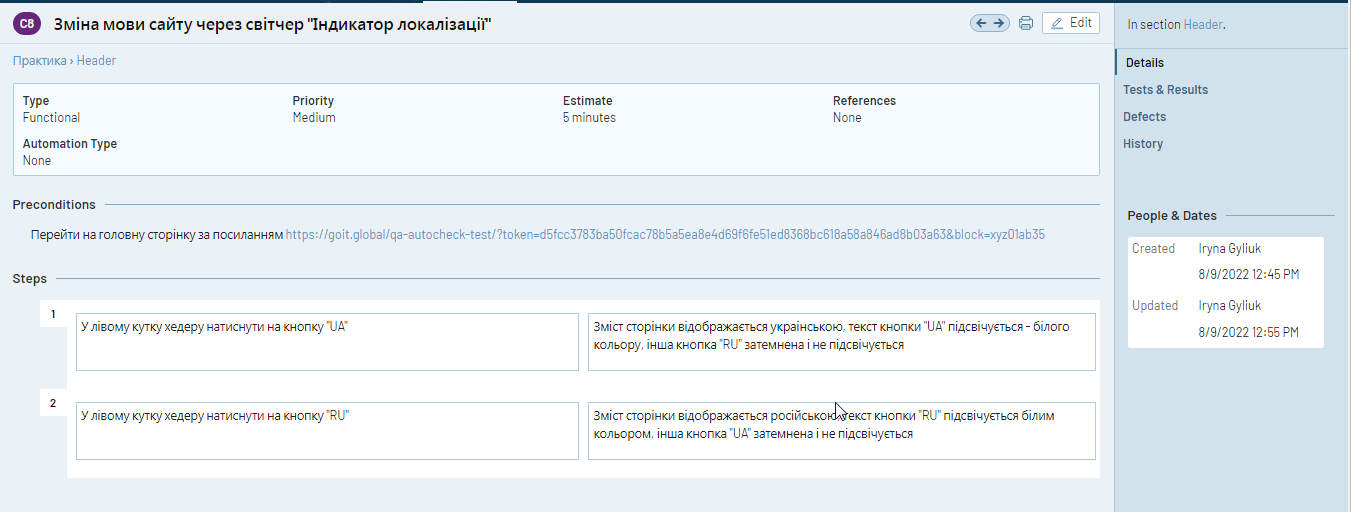 C8 Зміна мови сайту через світчер "Індикатор локалізації"
Edit
Практика › Header
Type
Functional
Priority
Medium
Estimate
5 minutes
References
None
Automation Type
None
Preconditions
Перейти на головну сторінку за посиланням https://goit.global/qa-autocheck-test/?token=d5fcc3783ba50fcac78b5a5ea8e4d69f6fe51ed8368bc618a58a846ad8b03a63&block=xyz01ab35
Steps
1
У лівому кутку хедеру натиснути на кнопку "UA"
Зміст сторінки відображається українською, текст кнопки "UA" підсвічується - білого
кольору, інша кнопка "RU" затемнена і не підсвічується
2
У лівому кутку хедеру натиснути на кнопку "RU"
Зміст сторінки відображається російською, текст кнопки "RU" підсвічується білим
кольором, інша кнопка "UA" затемнена і не підсвічується
In section Header.
Details
Tests & Results
Defects
History
People & Dates
Created
Iryna Gyliuk
8/9/2022 12:45 PM
Updated
Iryna Gyliuk
8/9/2022 12:55 PM